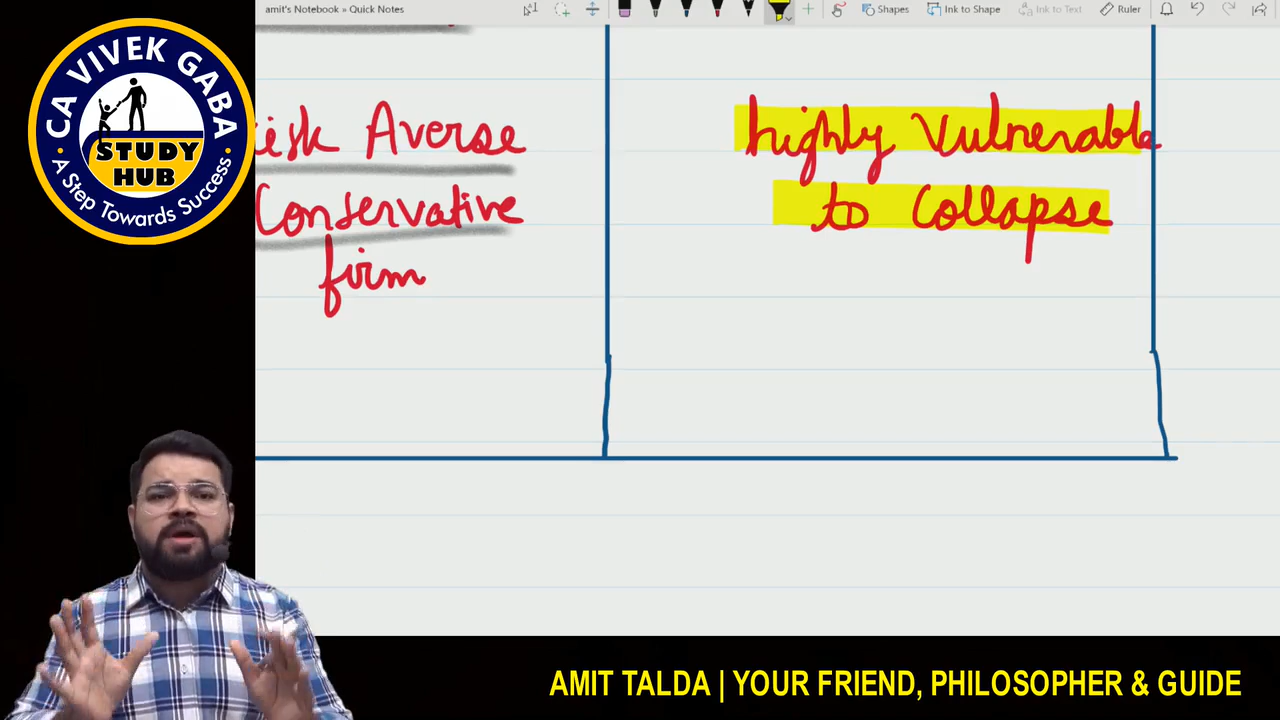 amit's Notebook » Quick Notes
Shapes
Ink to Shape
Ink to Text
Ruler
CA VIVEK GABA
STUDY
HUB
· A Step Towards Success ·
Risk Averse
Conservative
firm
highly Vulnerable
to Collapse
AMIT TALDA | YOUR FRIEND, PHILOSOPHER & GUIDE